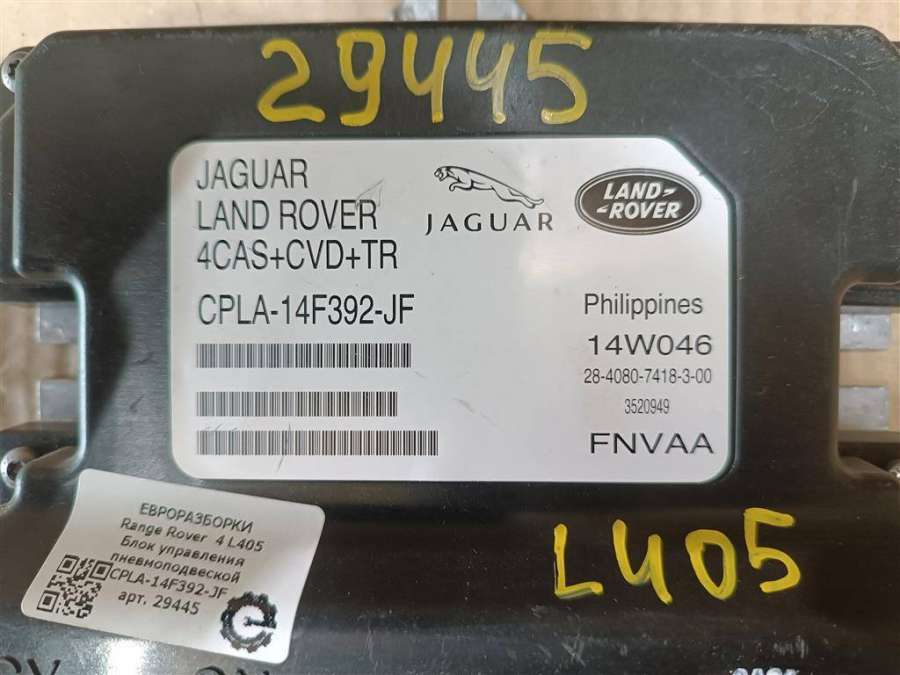 29445
JAGUAR
LAND ROVER
4CAS+CVD+TR
JAGUAR
LAND-
-ROVER
CPLA-14F392-JF
Philippines
14W046
28-4080-7418-3-00
3520949
FNVAA
L405
ЕВРОРАЗБОРКИ
Range Rover 4 L405
Блок управления
пневмоподвеской
CPLA-14F392-JF
арт. 29445